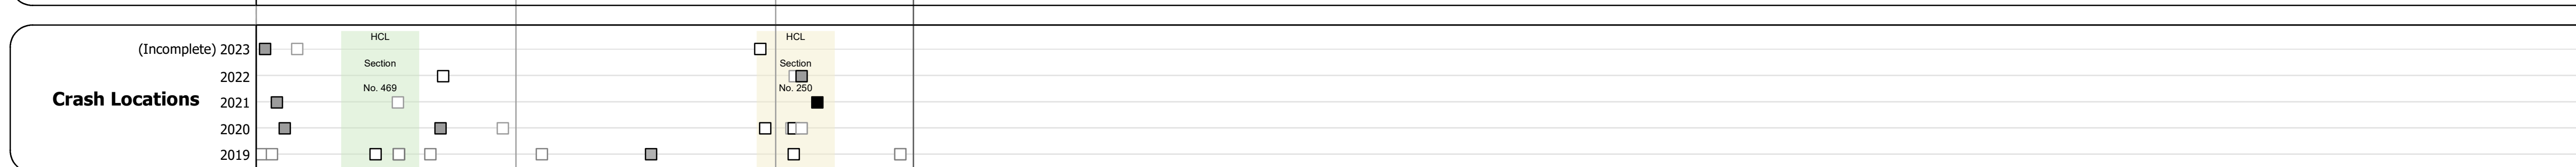 HCL
HCL
(Incomplete) 2023
Section
Section
2022
No. 469
No. 250
Crash Locations
2021
2020
2019